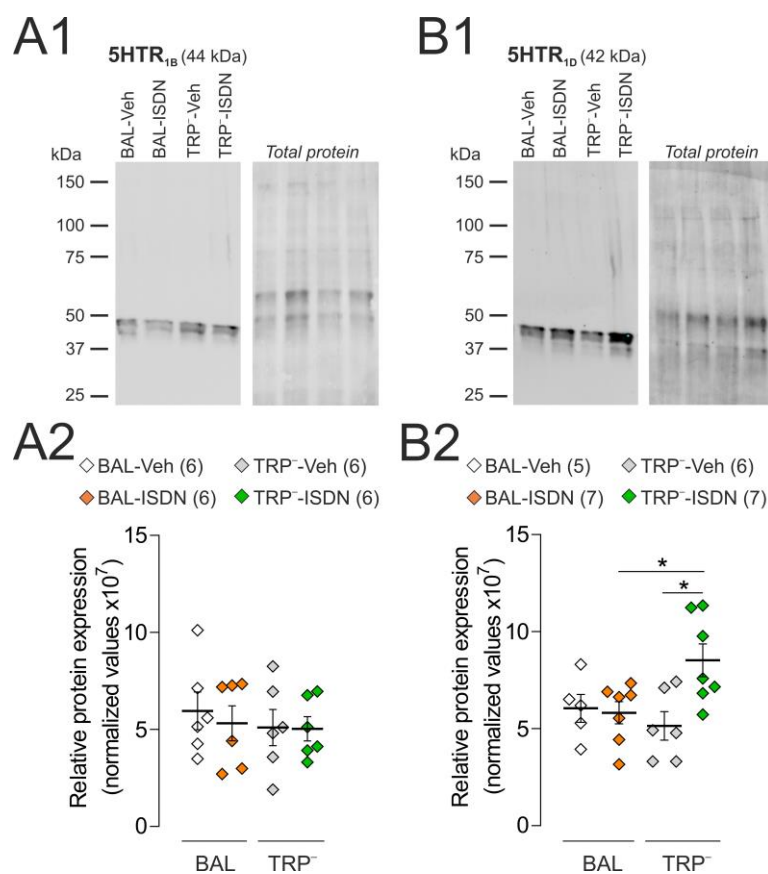 A1
5HTR1B (44 kDa)
BAL-Veh
BAL-ISDN
TRP⁻-Veh
TRP⁻-ISDN
Total protein
kDa
150
100
75
50
37
25
B1
5HTR1D (42 kDa)
BAL-Veh
BAL-ISDN
TRP⁻-Veh
TRP⁻-ISDN
Total protein
kDa
150
100
75
50
37
25
A2
BAL-Veh (6)
TRP⁻-Veh (6)
BAL-ISDN (6)
TRP⁻-ISDN (6)
Relative protein expression
(normalized values x10⁷)
15
10
5
0
BAL
TRP⁻
B2
BAL-Veh (5)
TRP⁻-Veh (6)
BAL-ISDN (7)
TRP⁻-ISDN (7)
Relative protein expression
(normalized values x10⁷)
15
10
5
0
*
*
BAL
TRP⁻